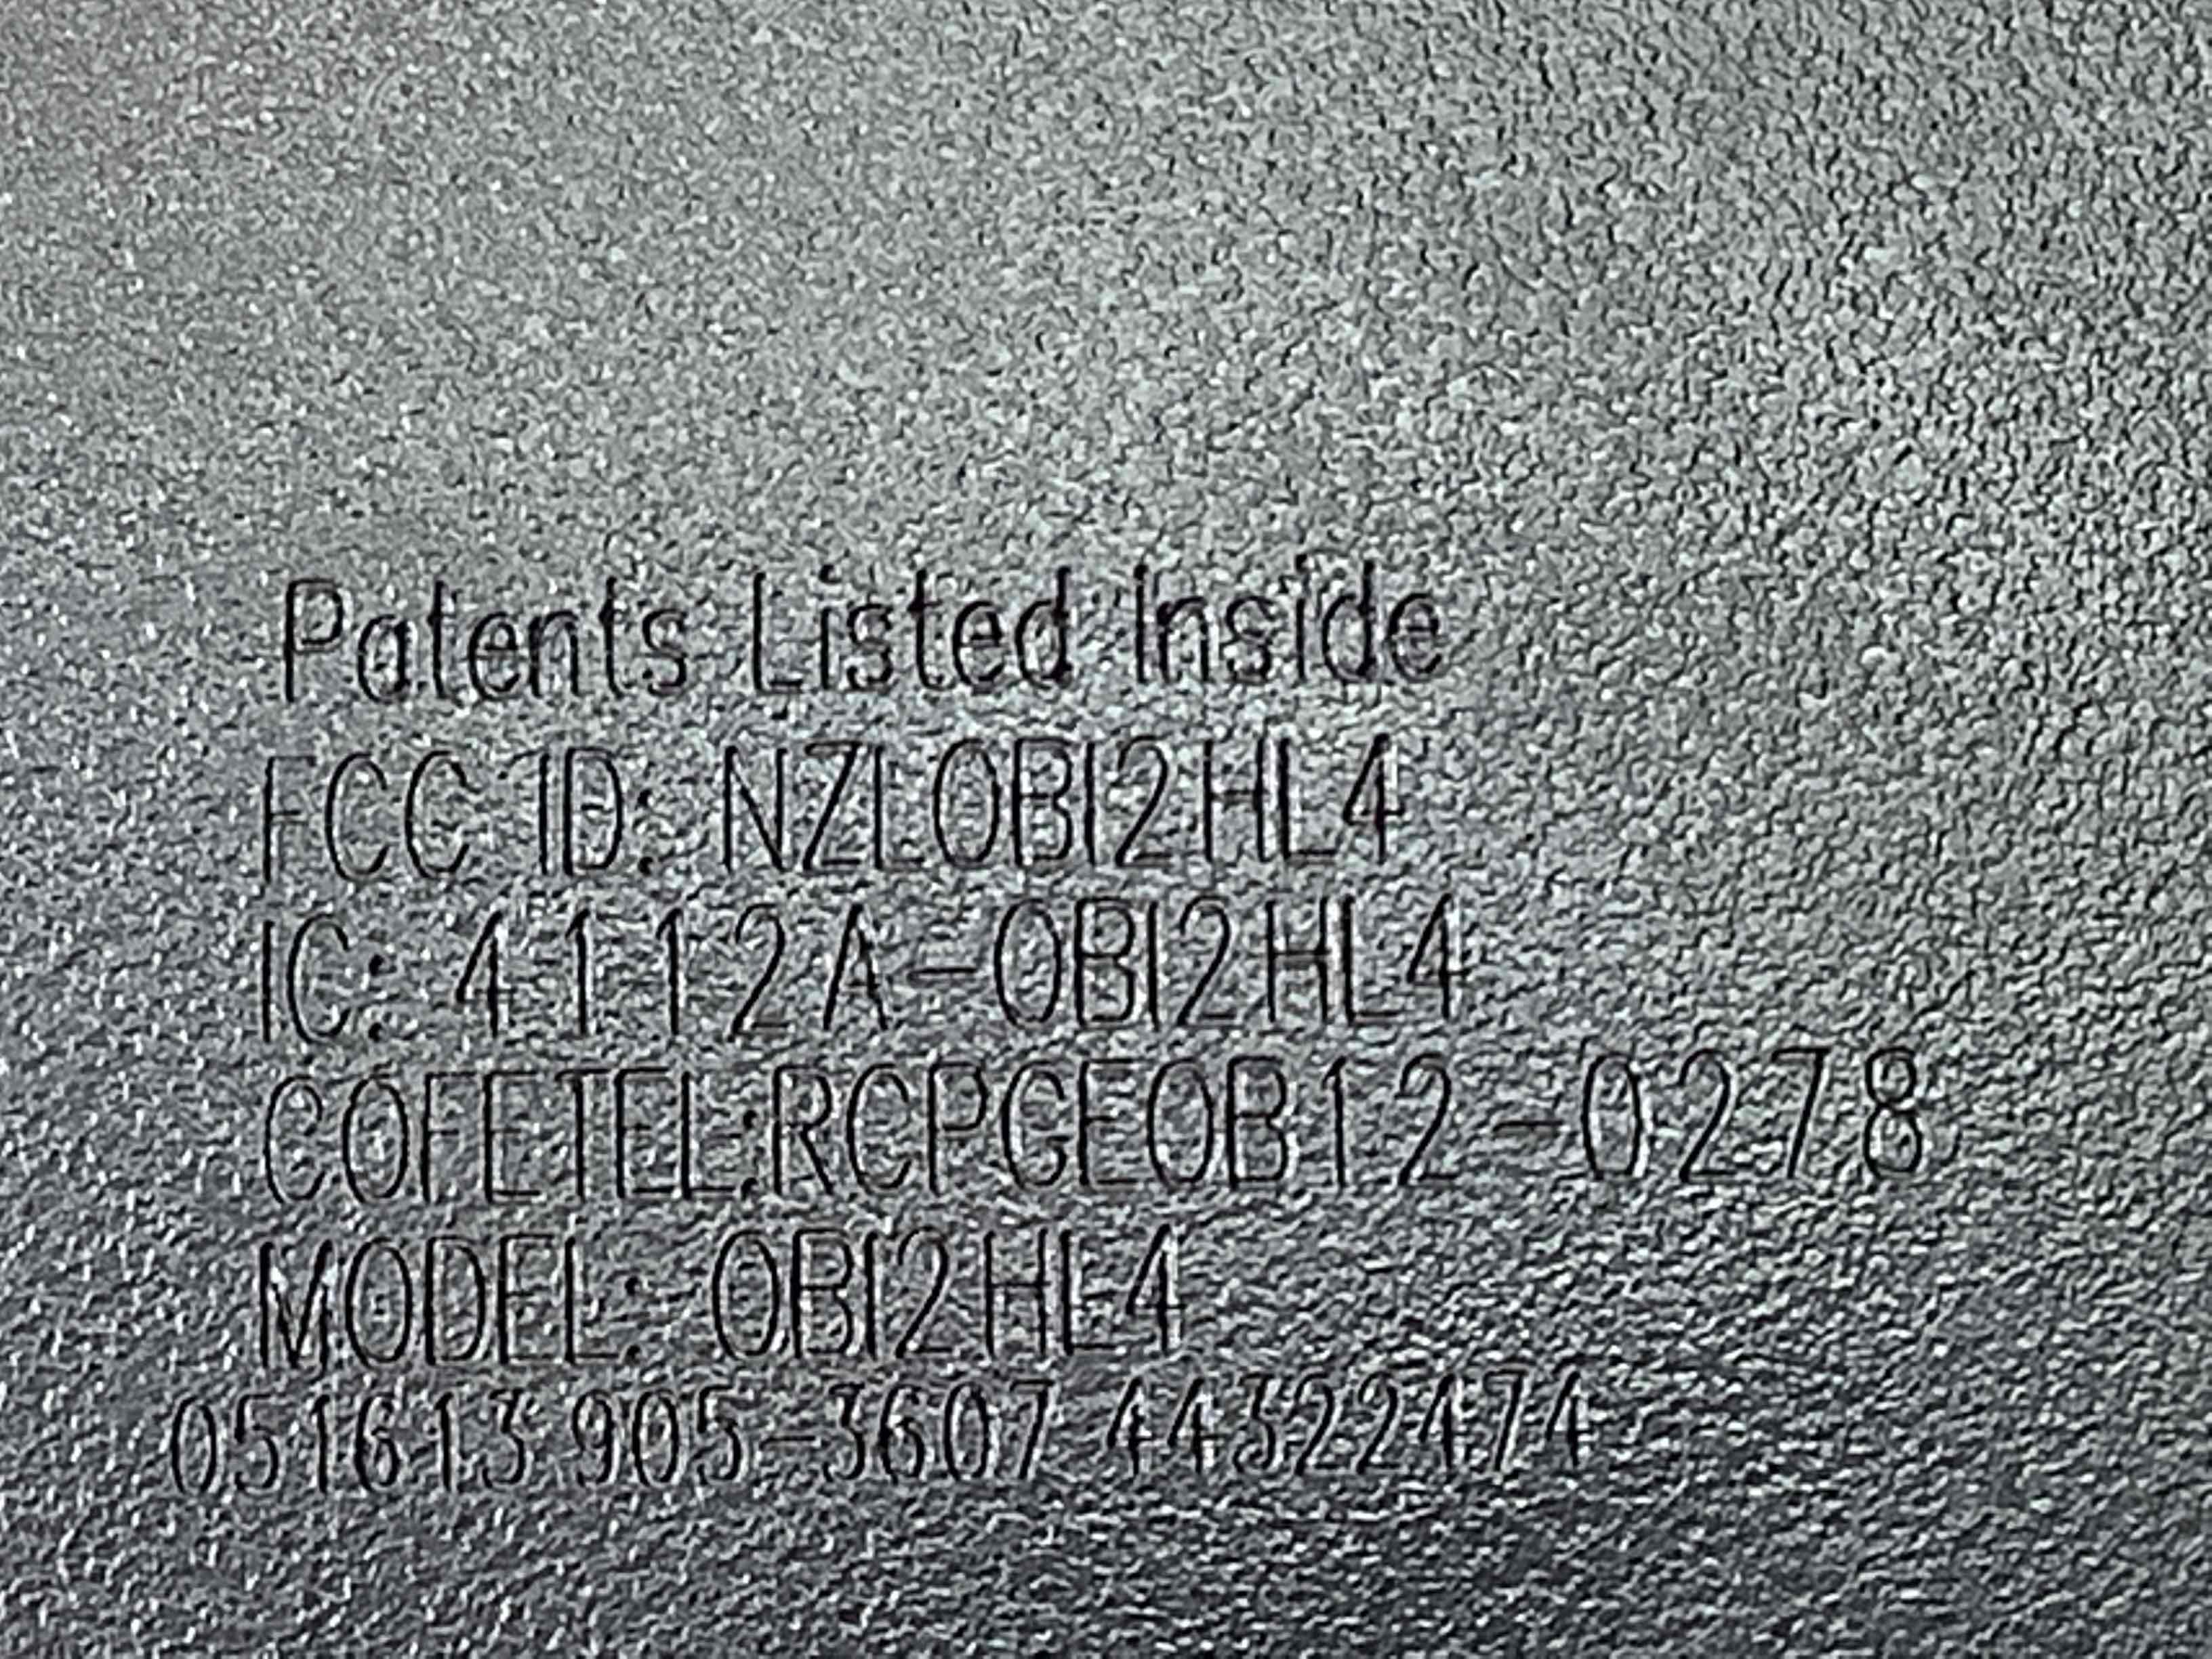 Patents Listed Inside
FCC ID: NZLOBI2HL4
IC: 4112A-OBI2HL4
COFETEL:RCPGEOB12-0278
MODEL: OBI2HL4
051613 905-3607 44322474